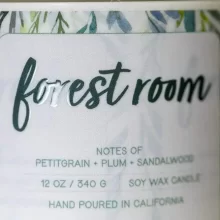 forest room
NOTES OF
PETITGRAIN + PLUM + SANDALWOOD
12 OZ / 340 G SOY WAX CANDLE
HAND POURED IN CALIFORNIA